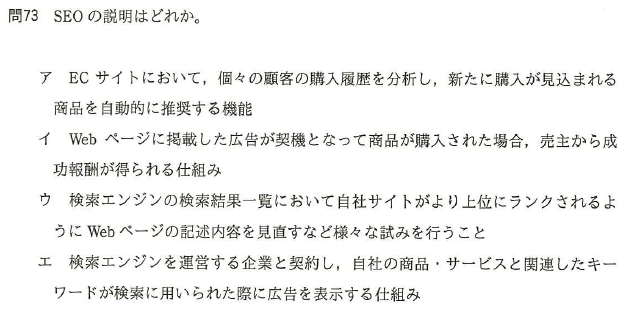 問73 SEOの説明はどれか。
ア ECサイトにおいて，個々の顧客の購入履歴を分析し，新たに購入が見込まれる
商品を自動的に推奨する機能
イ Webページに掲載した広告が契機となって商品が購入された場合，売主から成
功報酬が得られる仕組み
ウ 検索エンジンの検索結果一覧において自社サイトがより上位にランクされるよ
うにWebページの記述内容を見直すなど様々な試みを行うこと
エ 検索エンジンを運営する企業と契約し，自社の商品・サービスと関連したキー
ワードが検索に用いられた際に広告を表示する仕組み